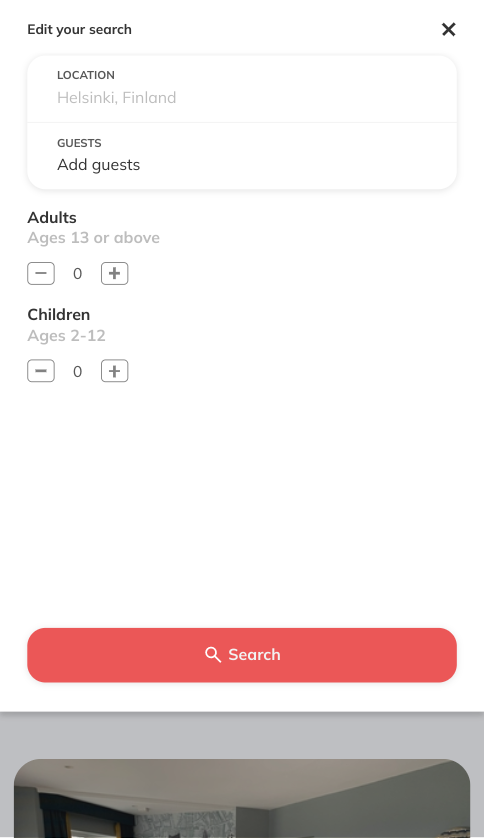 Edit your search
LOCATION
Helsinki, Finland
GUESTS
Add guests
Adults
Ages 13 or above
0
Children
Ages 2-12
0
Search